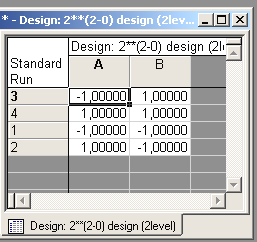 * - Design: 2**(2-0) design (2lev...
Design: 2**(2-0) design (2le
Standard Run A B
3 -1,00000 1,00000
4 1,00000 1,00000
1 -1,00000 -1,00000
2 1,00000 -1,00000
Design: 2**(2-0) design (2level)